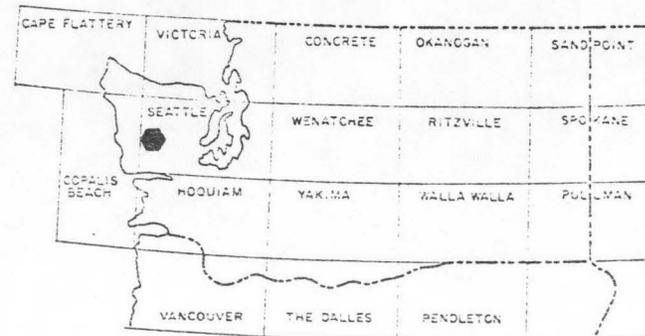 CAPE FLATTERY
VICTORIA
CONCRETE
OKANOGAN
SANDPOINT
SEATTLE
WENATCHEE
RITZVILLE
SPOKANE
COPALIS
BEACH
HOQUIAM
YAKIMA
WALLA WALLA
PULLMAN
VANCOUVER
THE DALLES
PENDLETON